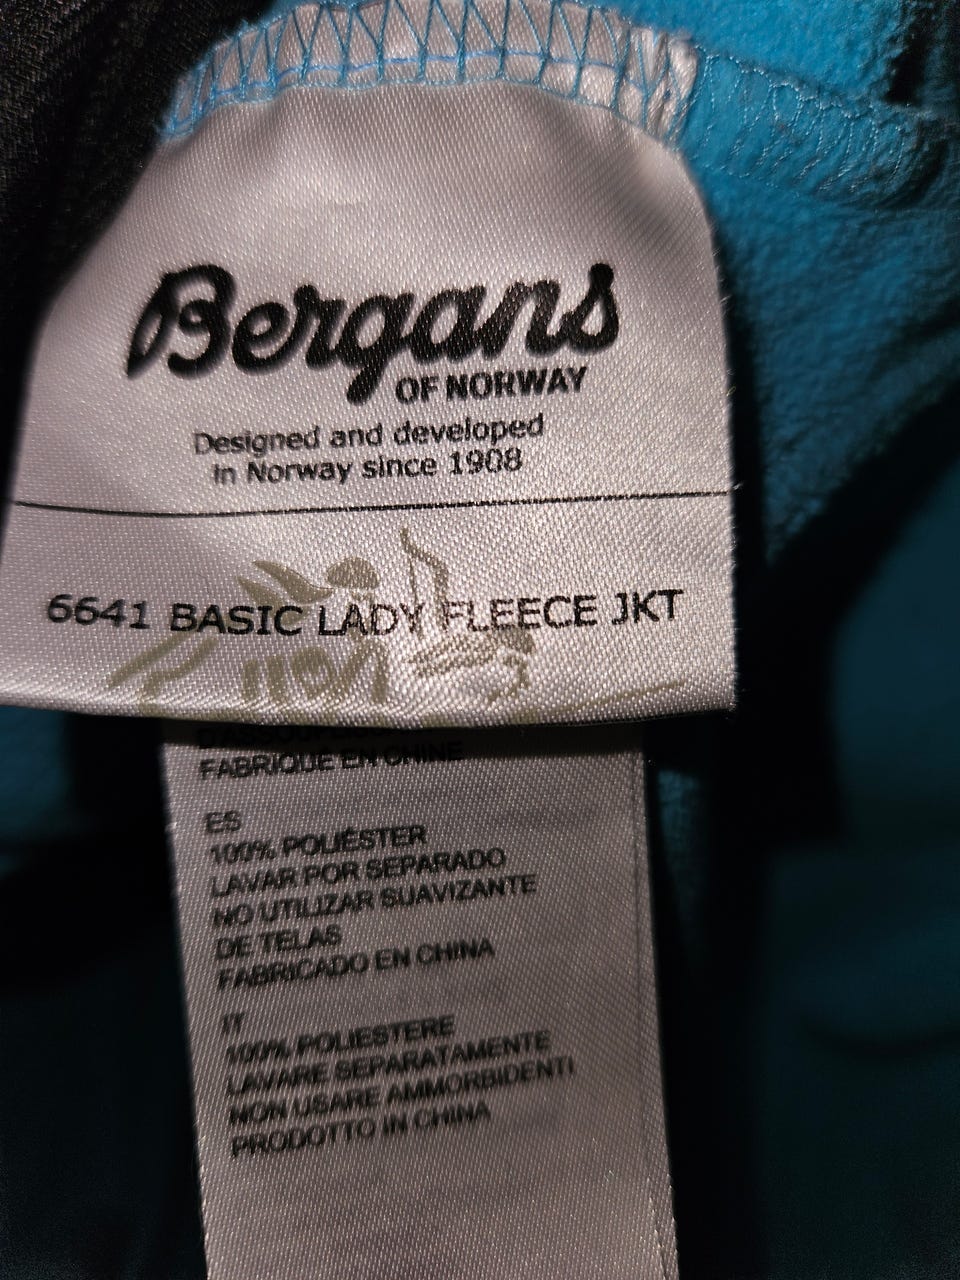 Bergans
OF NORWAY
Designed and developed
in Norway since 1908
6641 BASIC LADY FLEECE JKT
FABRIQUÉ EN CHINE
ES
100% POLIÉSTER
LAVAR POR SEPARADO
NO UTILIZAR SUAVIZANTE
DE TELAS
FABRICADO EN CHINA
IT
100% POLIESTERE
LAVARE SEPARATAMENTE
NON USARE AMMORBIDENTI
PRODOTTO IN CHINA